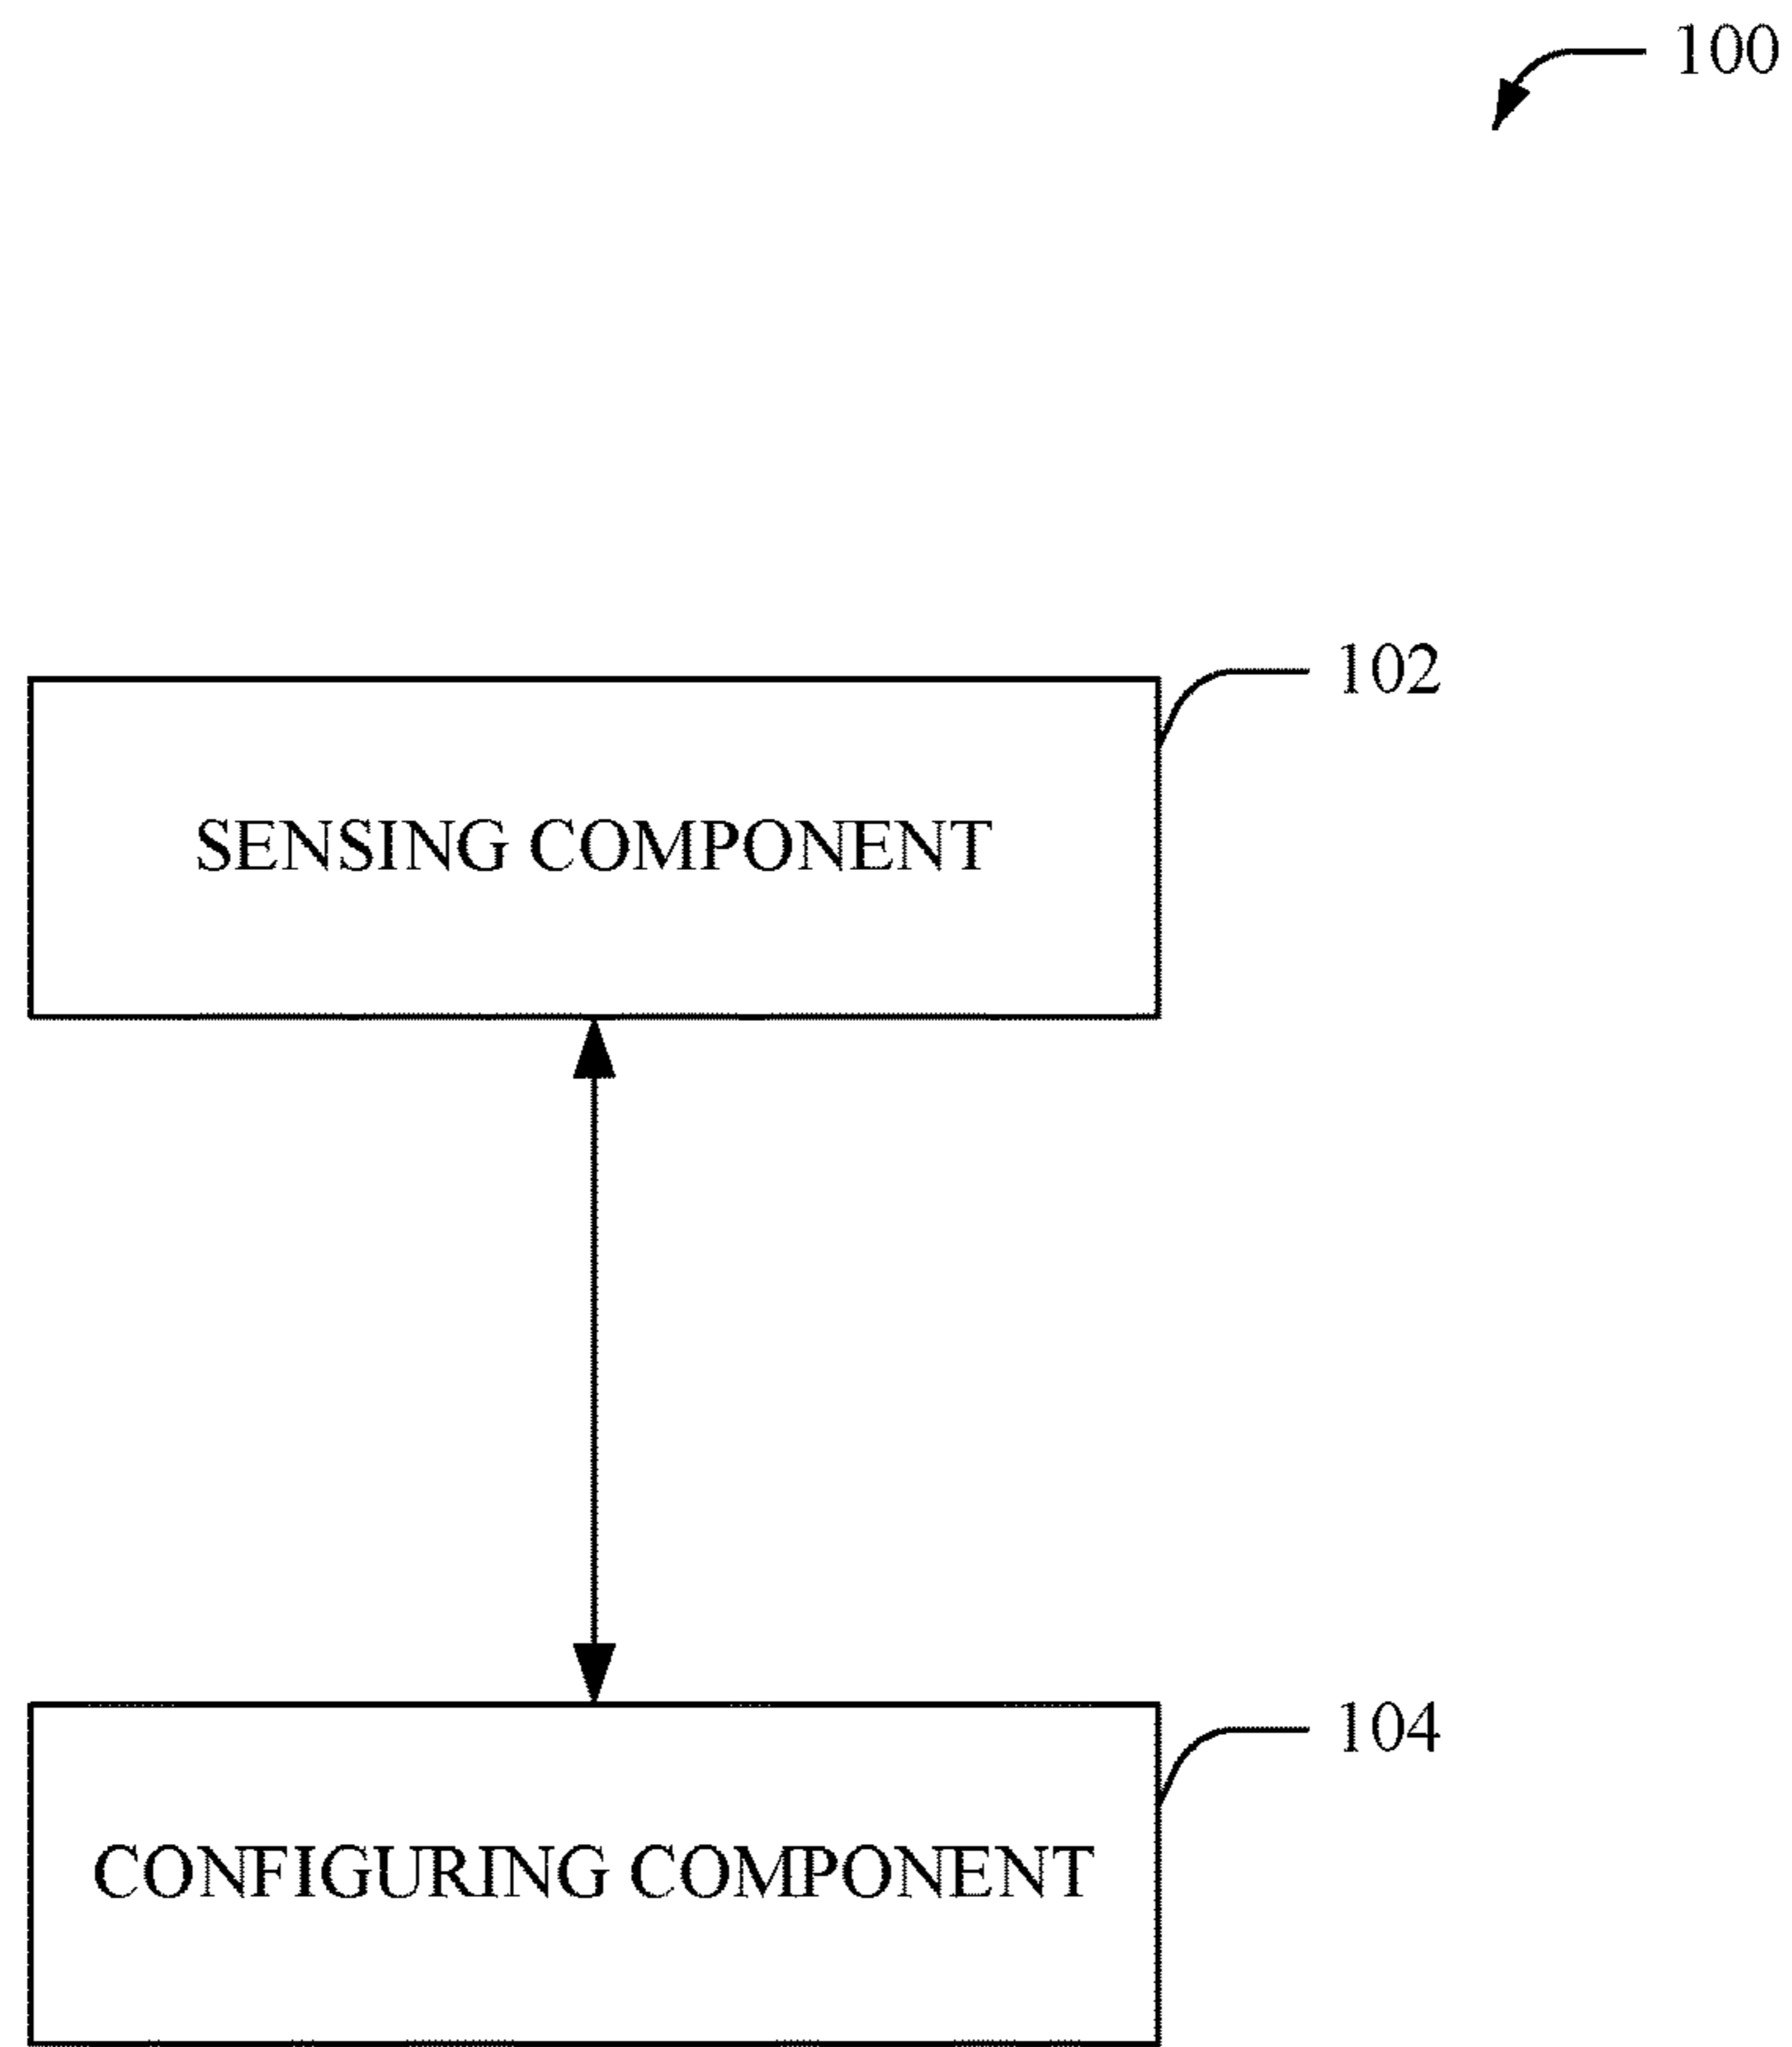 100
102
SENSING COMPONENT
104
CONFIGURING COMPONENT